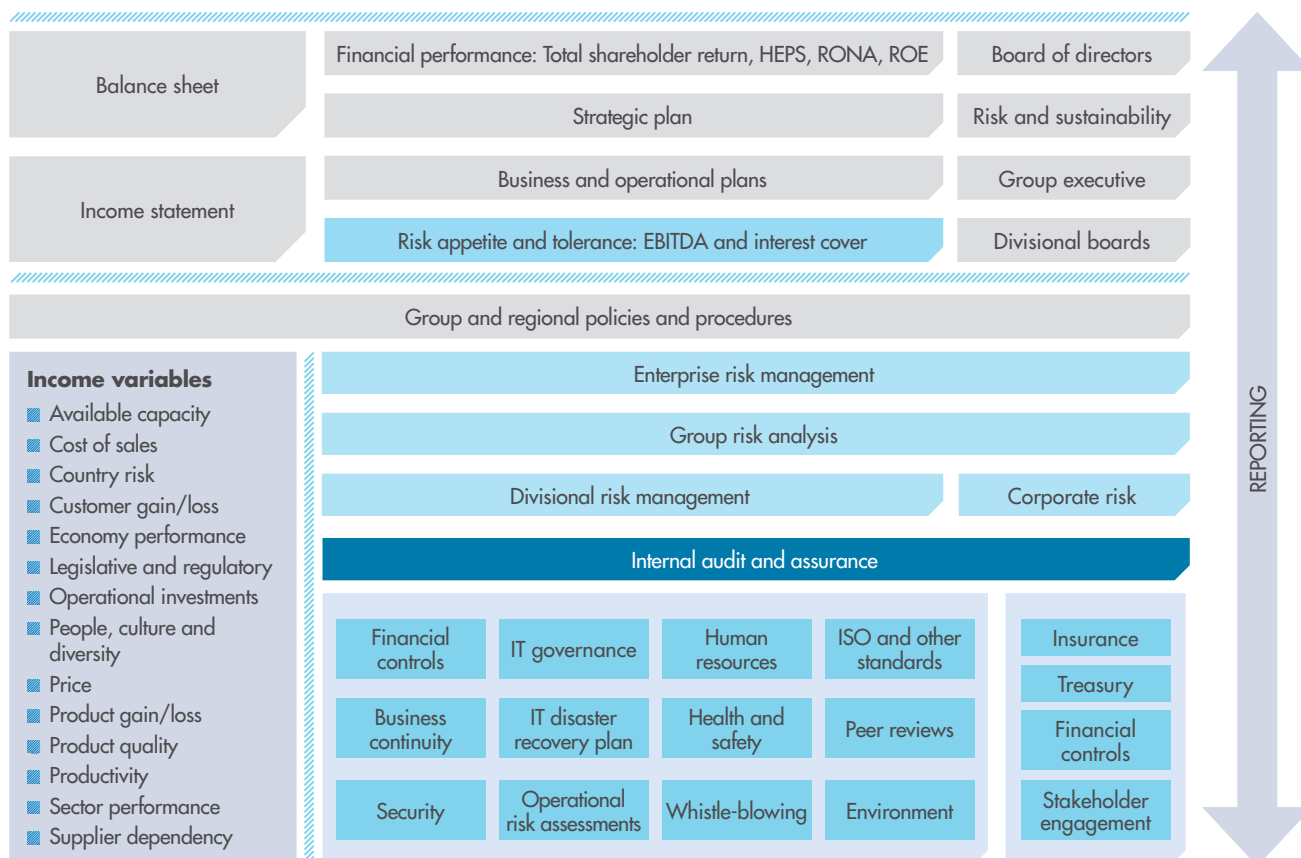 Balance sheet
Financial performance: Total shareholder return, HEPS, RONA, ROE
Board of directors
Strategic plan
Risk and sustainability
Income statement
Business and operational plans
Group executive
Risk appetite and tolerance: EBITDA and interest cover
Divisional boards
Group and regional policies and procedures
Income variables
Available capacity
Cost of sales
Country risk
Customer gain/loss
Economy performance
Legislative and regulatory
Operational investments
People, culture and
diversity
Price
Product gain/loss
Product quality
Productivity
Sector performance
Supplier dependency
Enterprise risk management
Group risk analysis
Divisional risk management
Corporate risk
Internal audit and assurance
Financial
controls
IT governance
Human
resources
ISO and other
standards
Business
continuity
IT disaster
recovery plan
Health and
safety
Peer reviews
Security
Operational
risk assessments
Whistle-blowing
Environment
Insurance
Treasury
Financial
controls
Stakeholder
engagement
REPORTING